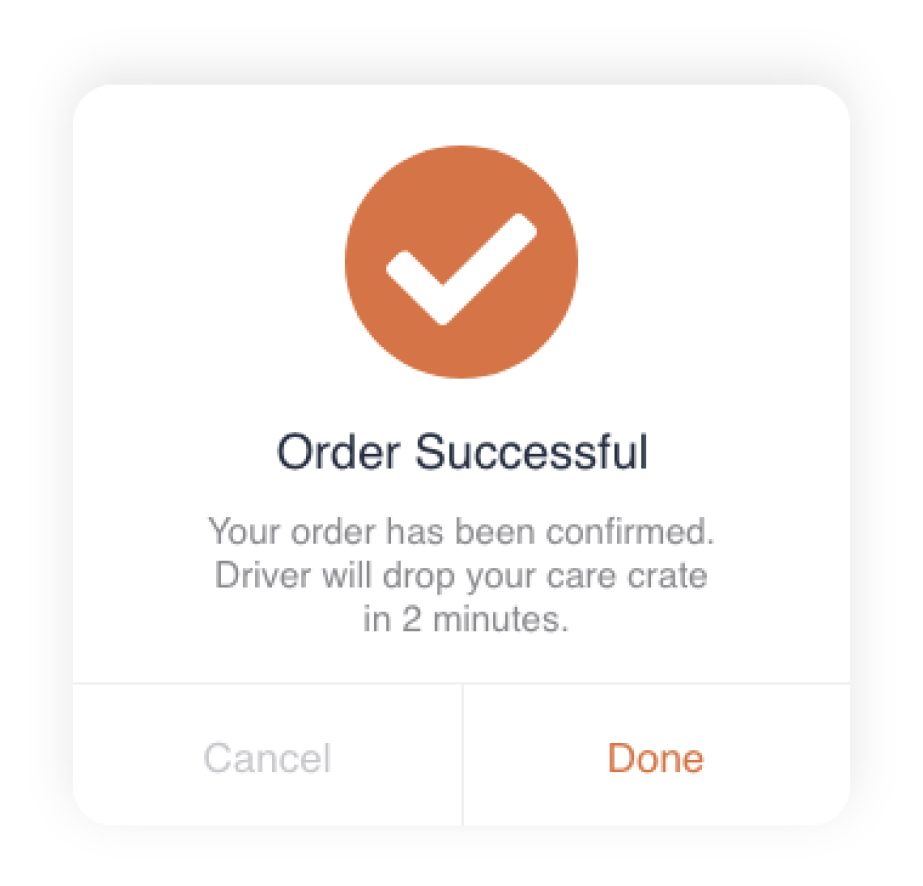 Order Successful
Your order has been confirmed.
Driver will drop your care crate
in 2 minutes.
Cancel
Done